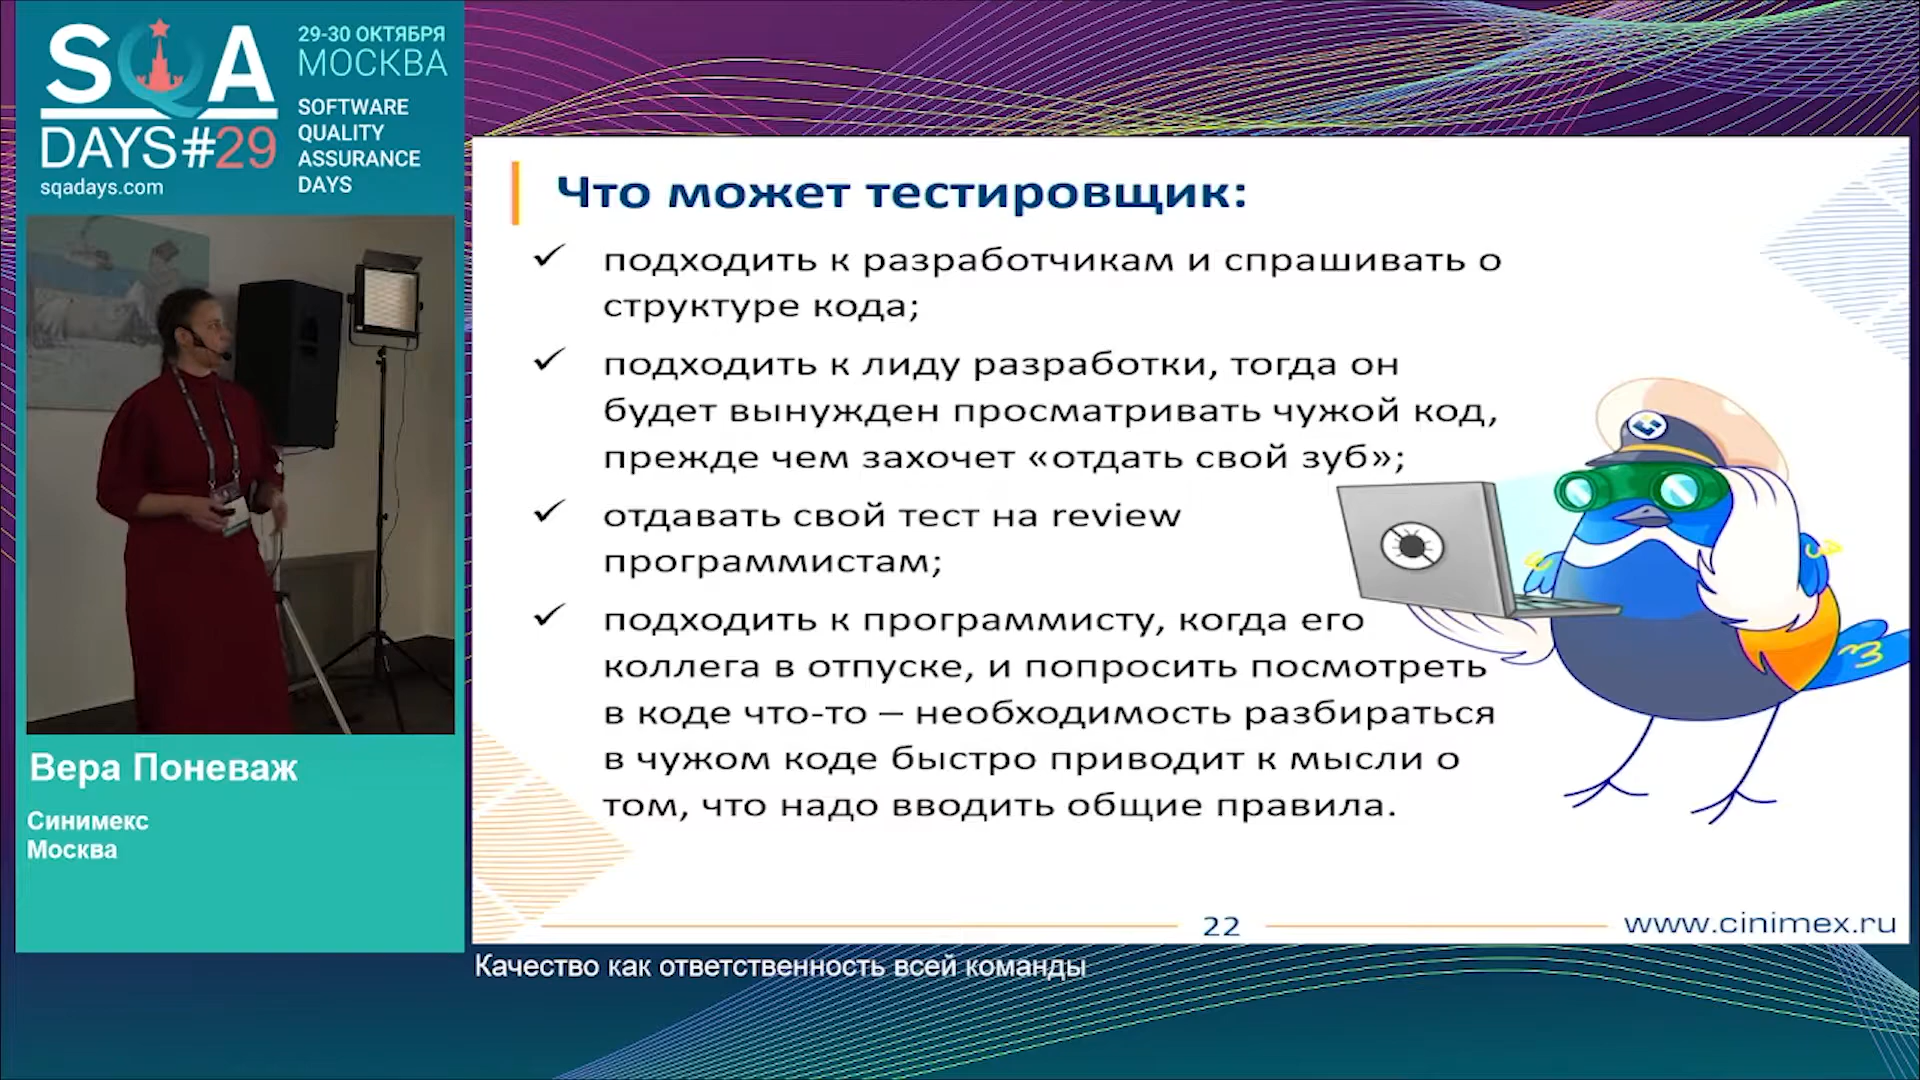 SQA
DAYS#29
sqadays.com
29-30 ОКТЯБРЯ
МОСКВА
SOFTWARE
QUALITY
ASSURANCE
DAYS
Что может тестировщик:
подходить к разработчикам и спрашивать о
структуре кода;
подходить к лиду разработки, тогда он
будет вынужден просматривать чужой код,
прежде чем захочет «отдать свой зуб»;
отдавать свой тест на review
программистам;
подходить к программисту, когда его
коллега в отпуске, и попросить посмотреть
в коде что-то – необходимость разбираться
в чужом коде быстро приводит к мысли о
том, что надо вводить общие правила.
22
www.cinimex.ru
Вера Поневаж
Синимекс
Москва
Качество как ответственность всей команды